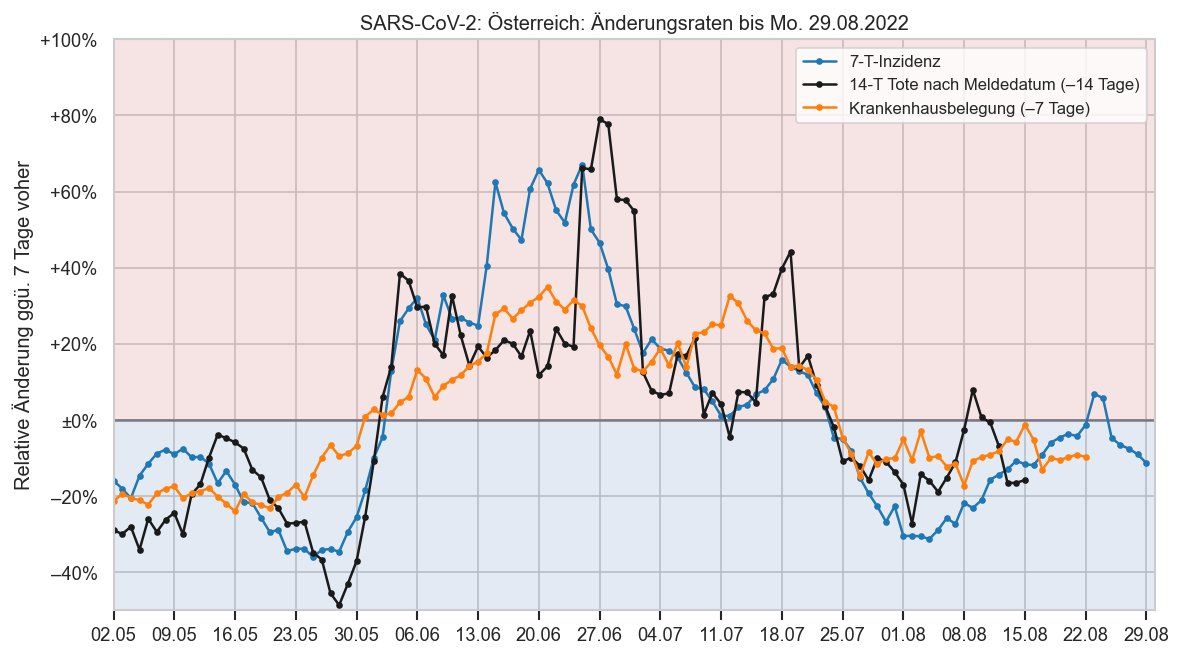 SARS-CoV-2: Österreich: Änderungsraten bis Mo. 29.08.2022
Relative Änderung ggü. 7 Tage voher
+100%
+80%
+60%
+40%
+20%
±0%
−20%
−40%
7-T-Inzidenz
14-T Tote nach Meldedatum (−14 Tage)
Krankenhausbelegung (−7 Tage)
02.05 09.05 16.05 23.05 30.05 06.06 13.06 20.06 27.06 04.07 11.07 18.07 25.07 01.08 08.08 15.08 22.08 29.08